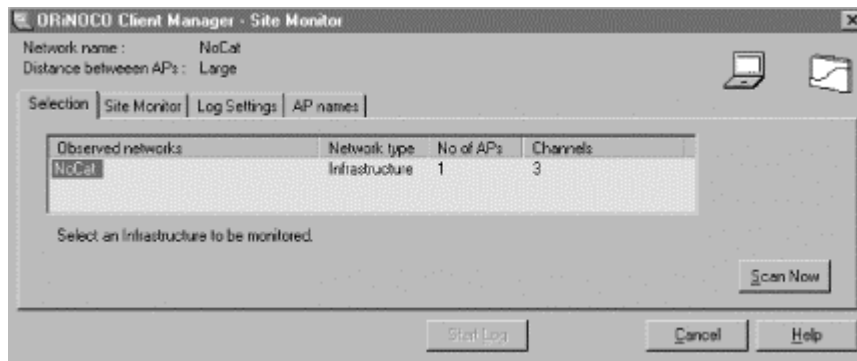 ORiNOCO Client Manager - Site Monitor
Network name : NoCat
Distance betweeen APs : Large
Selection Site Monitor Log Settings AP names
Observed networks Network type No of APs Channels
NoCat Infrastructure 1 3
Select an Infrastructure to be monitored.
Scan Now
Start Log Cancel Help